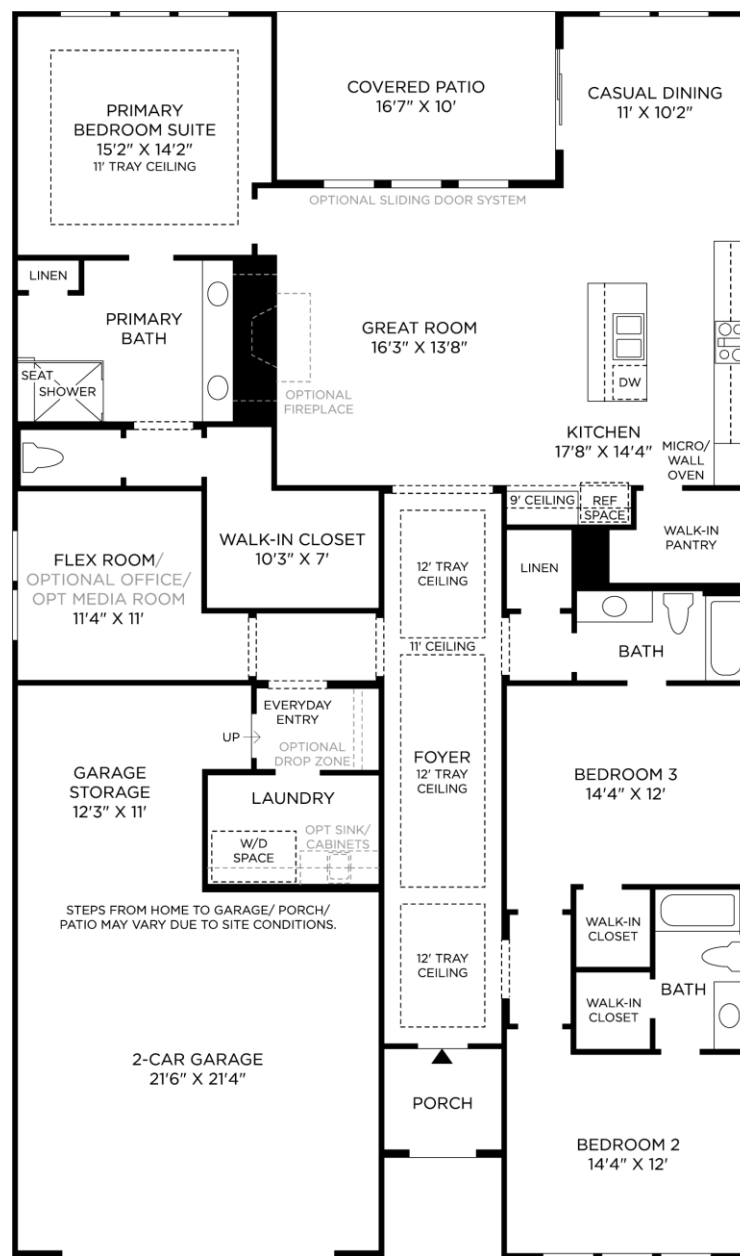 PRIMARY
BEDROOM SUITE
15'2" X 14'2"
11' TRAY CEILING
COVERED PATIO
16'7" X 10'
CASUAL DINING
11' X 10'2"
OPTIONAL SLIDING DOOR SYSTEM
LINEN
PRIMARY
BATH
SEAT
SHOWER
GREAT ROOM
16'3" X 13'8"
OPTIONAL
FIREPLACE
DW
KITCHEN
17'8" X 14'4"
MICRO/
WALL
OVEN
9' CEILING
REF
SPACE
WALK-IN
PANTRY
WALK-IN CLOSET
10'3" X 7'
FLEX ROOM/
OPTIONAL OFFICE/
OPT MEDIA ROOM
11'4" X 11'
12' TRAY
CEILING
LINEN
11' CEILING
BATH
EVERYDAY
ENTRY
UP
OPTIONAL
DROP ZONE
GARAGE
STORAGE
12'3" X 11'
LAUNDRY
W/D
SPACE
OPT SINK/
CABINETS
FOYER
12' TRAY
CEILING
BEDROOM 3
14'4" X 12'
STEPS FROM HOME TO GARAGE/ PORCH/
PATIO MAY VARY DUE TO SITE CONDITIONS.
12' TRAY
CEILING
WALK-IN
CLOSET
WALK-IN
CLOSET
BATH
2-CAR GARAGE
21'6" X 21'4"
PORCH
BEDROOM 2
14'4" X 12'